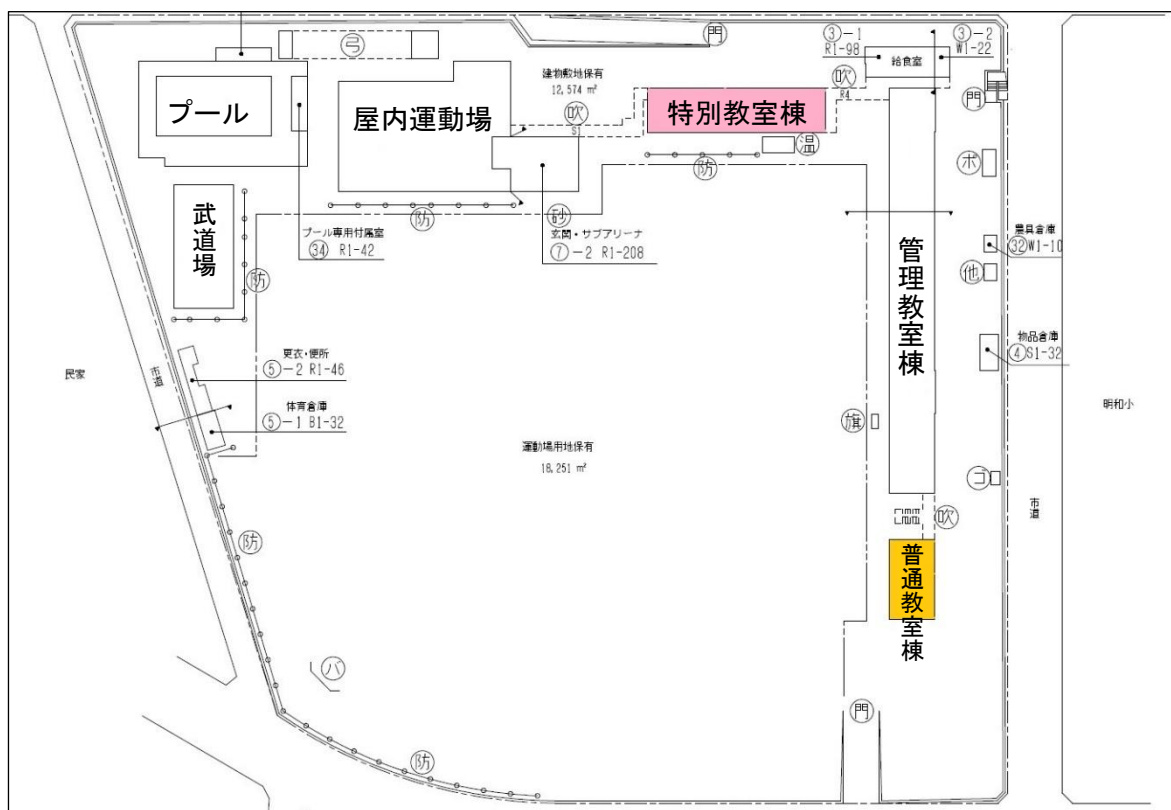 弓
門
③-1
R1-98
給食室
③-2
W1-22
建物敷地保有
12,574 m²
吹
S1
吹
R4
門
プール
屋内運動場
特別教室棟
温
ボ
防
防
砂
武道場
防
プール専用付属室
㉞ R1-42
玄関・サブアリーナ
⑦-2 R1-208
管理教室棟
農具倉庫
㉜W1-10
他
物品倉庫
④S1-32
更衣・便所
⑤-2 R1-46
体育倉庫
⑤-1 B1-32
民家
市道
明和小
旗
運動場用地保有
18,251 m²
ゴ
市道
吹
普通教室棟
防
バ
門
防